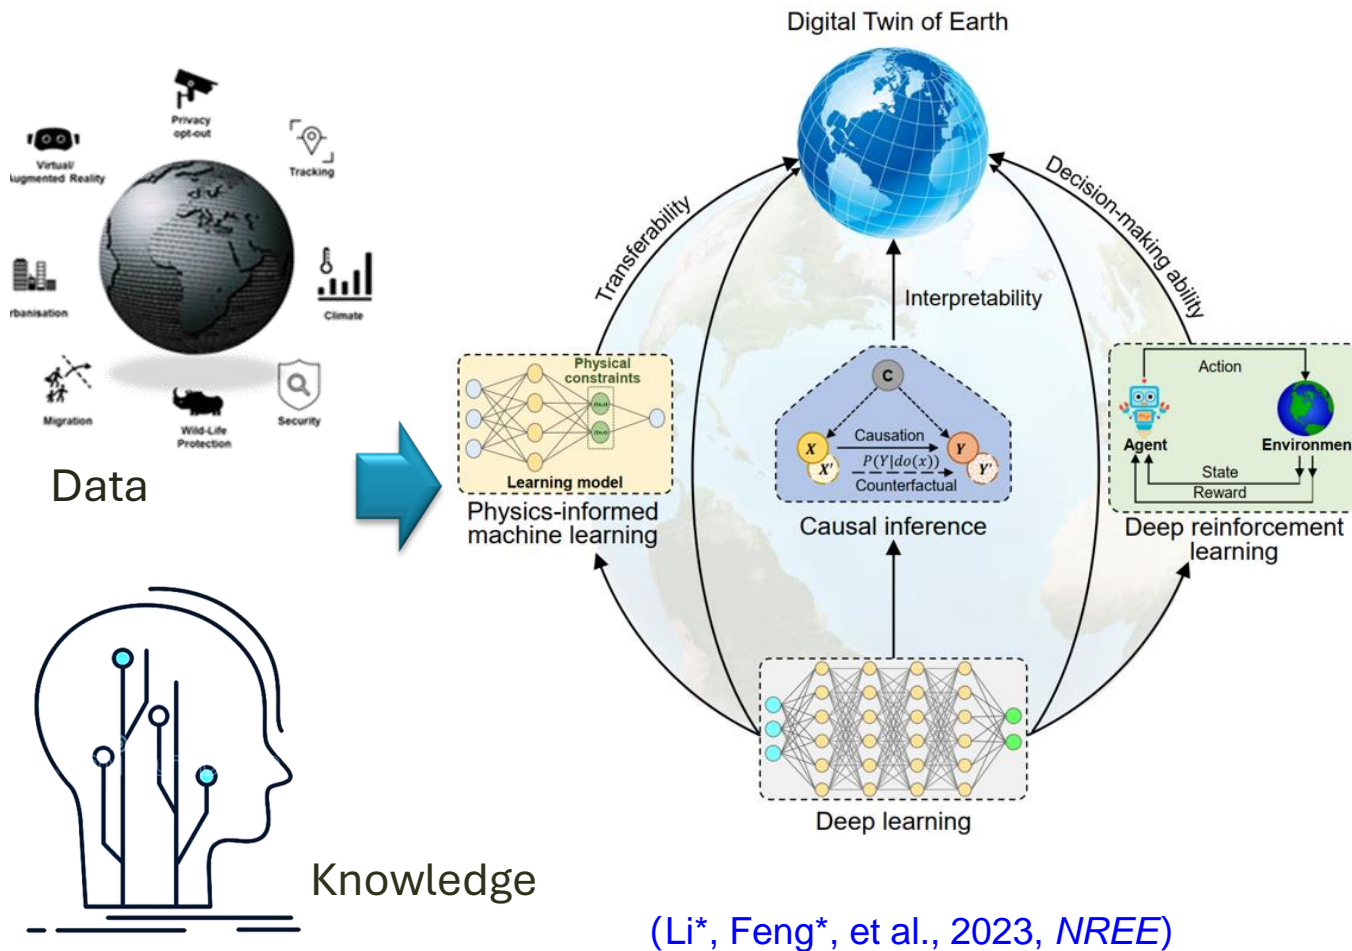 Digital Twin of Earth
Privacy
opt-out
Virtual/
ugmented Reality
Tracking
rbanisation
Climate
Migration
Wild-Life
Protection
Security
Data
Knowledge
Transferability
Interpretability
Decision-making ability
Physical
constraints
Learning model
Physics-informed
machine learning
C
X
X'
Causation
P(Y|do(x))
Counterfactual
Y
Y'
Causal inference
Action
Agent
Environmen
State
Reward
Deep reinforcement
learning
Deep learning
(Li*, Feng*, et al., 2023, NREE)